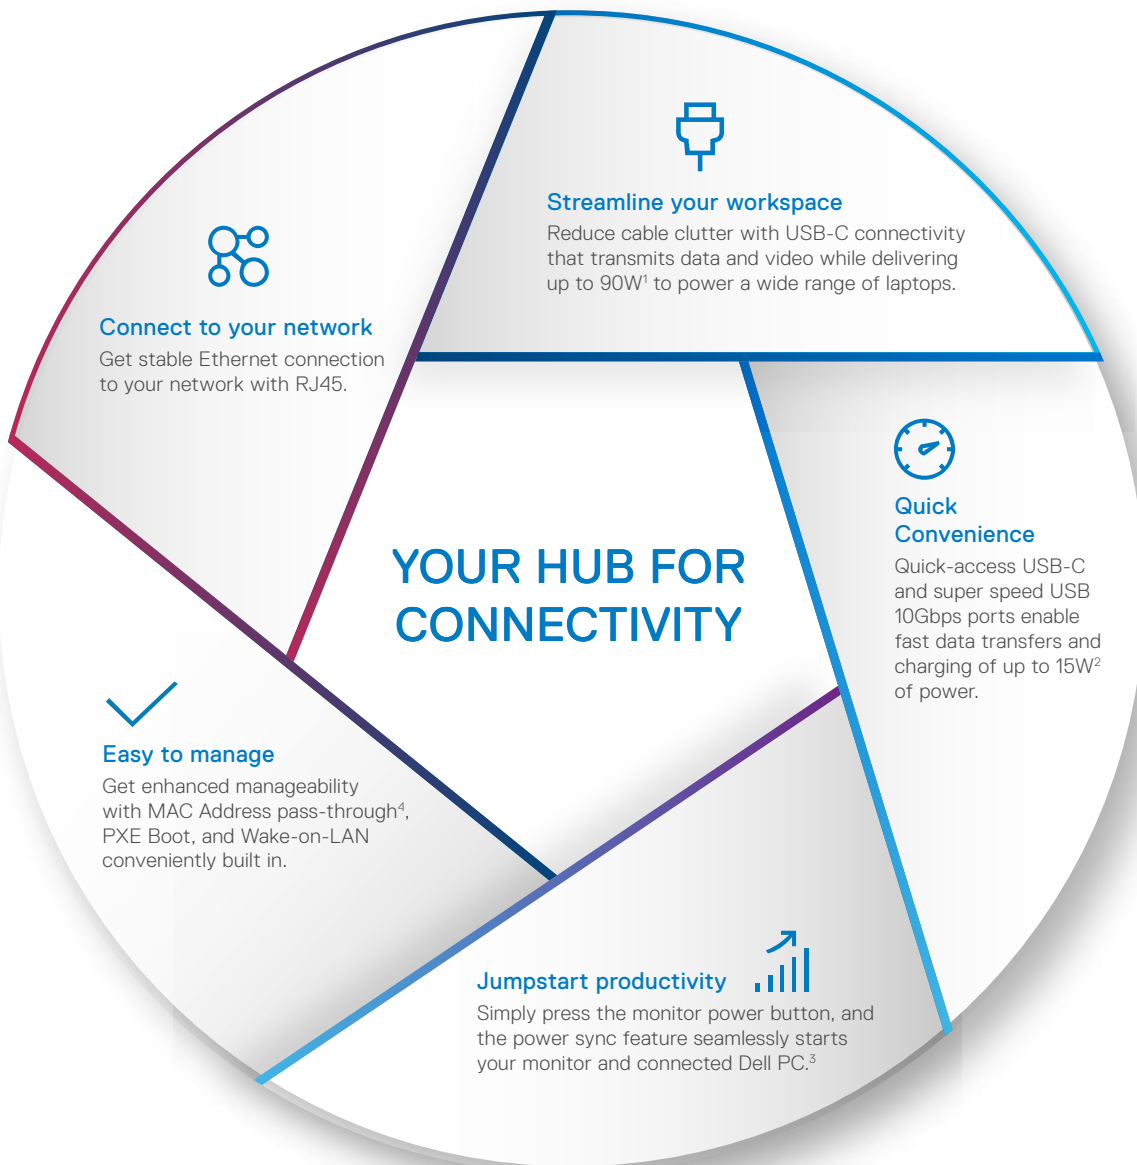 Streamline your workspace
Reduce cable clutter with USB-C connectivity
that transmits data and video while delivering
up to 90W¹ to power a wide range of laptops.
Connect to your network
Get stable Ethernet connection
to your network with RJ45.
Quick
Convenience
Quick-access USB-C
and super speed USB
10Gbps ports enable
fast data transfers and
charging of up to 15W²
of power.
YOUR HUB FOR
CONNECTIVITY
Easy to manage
Get enhanced manageability
with MAC Address pass-through⁴,
PXE Boot, and Wake-on-LAN
conveniently built in.
Jumpstart productivity
Simply press the monitor power button, and
the power sync feature seamlessly starts
your monitor and connected Dell PC.³